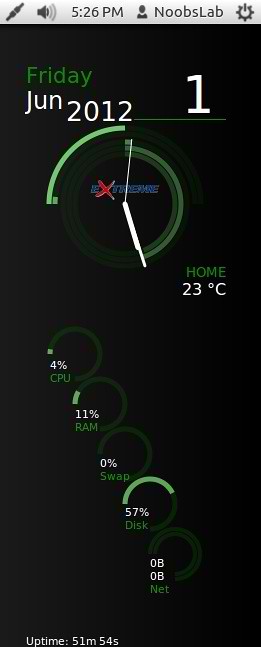 5:26 PM NoobsLab
Friday
Jun 2012 1
EXTREME
HOME
23 °C
4%
CPU
11%
RAM
0%
Swap
57%
Disk
0B
0B
Net
Uptime: 51m 54s